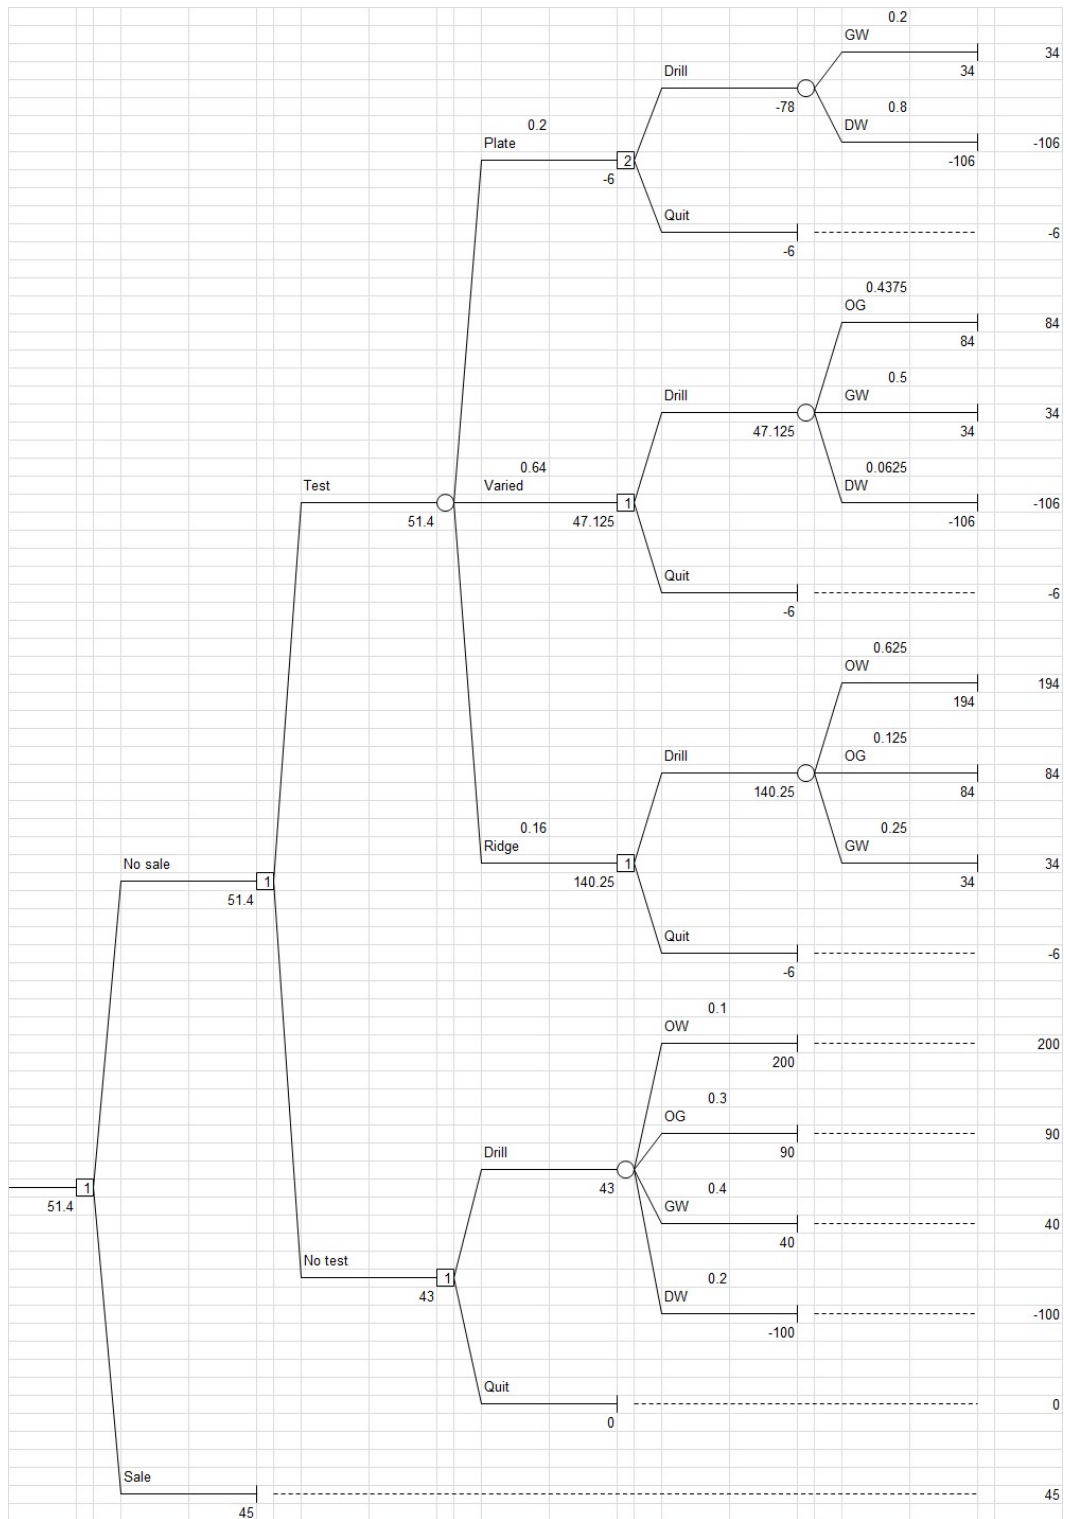 0.2
GW
34
Drill
34
-78
0.2
0.8
Plate
DW
-106
2
-6
-106
Quit
-6
-6
0.4375
OG
84
84
0.5
Drill
GW
34
47.125
34
0.64
0.0625
Test
Varied
DW
1
-106
51.4
47.125
-106
Quit
-6
-6
0.625
OW
194
194
0.125
Drill
OG
84
140.25
84
0.16
0.25
Ridge
GW
No sale
1
34
1
140.25
34
51.4
Quit
-6
-6
0.1
OW
200
200
0.3
OG
90
Drill
90
1
43
0.4
51.4
GW
40
40
No test
1
0.2
43
DW
-100
-100
Quit
0
0
Sale
45
45